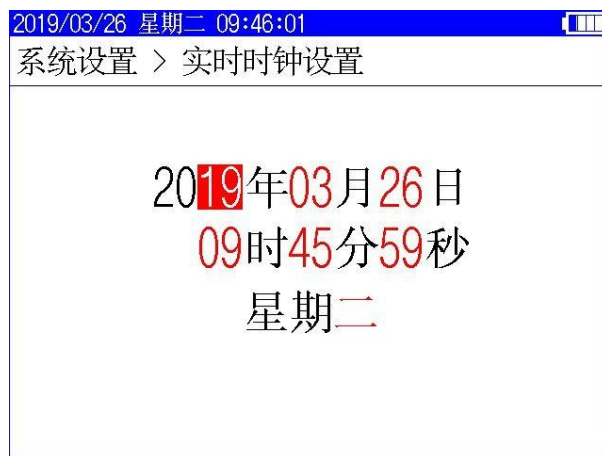 2019/03/26 星期二 09:46:01
系统设置 > 实时时钟设置
2019年03月26日
09时45分59秒
星期二